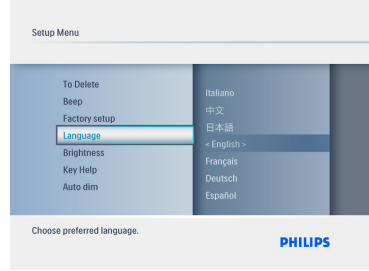 Setup Menu
To Delete
Beep
Factory setup
Language
Brightness
Key Help
Auto dim
Italiano
中文
日本語
< English >
Français
Deutsch
Español
Choose preferred language.
PHILIPS